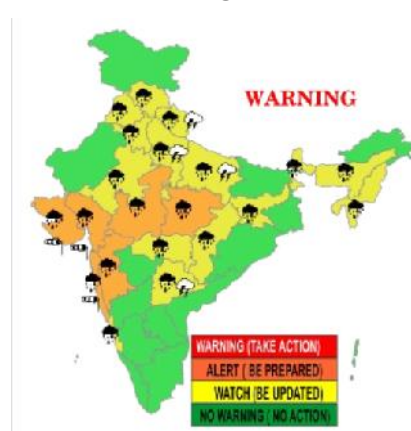 WARNING
WARNING (TAKE ACTION)
ALERT ( BE PREPARED)
WATCH (BE UPDATED)
NO WARNING ( NO ACTION)